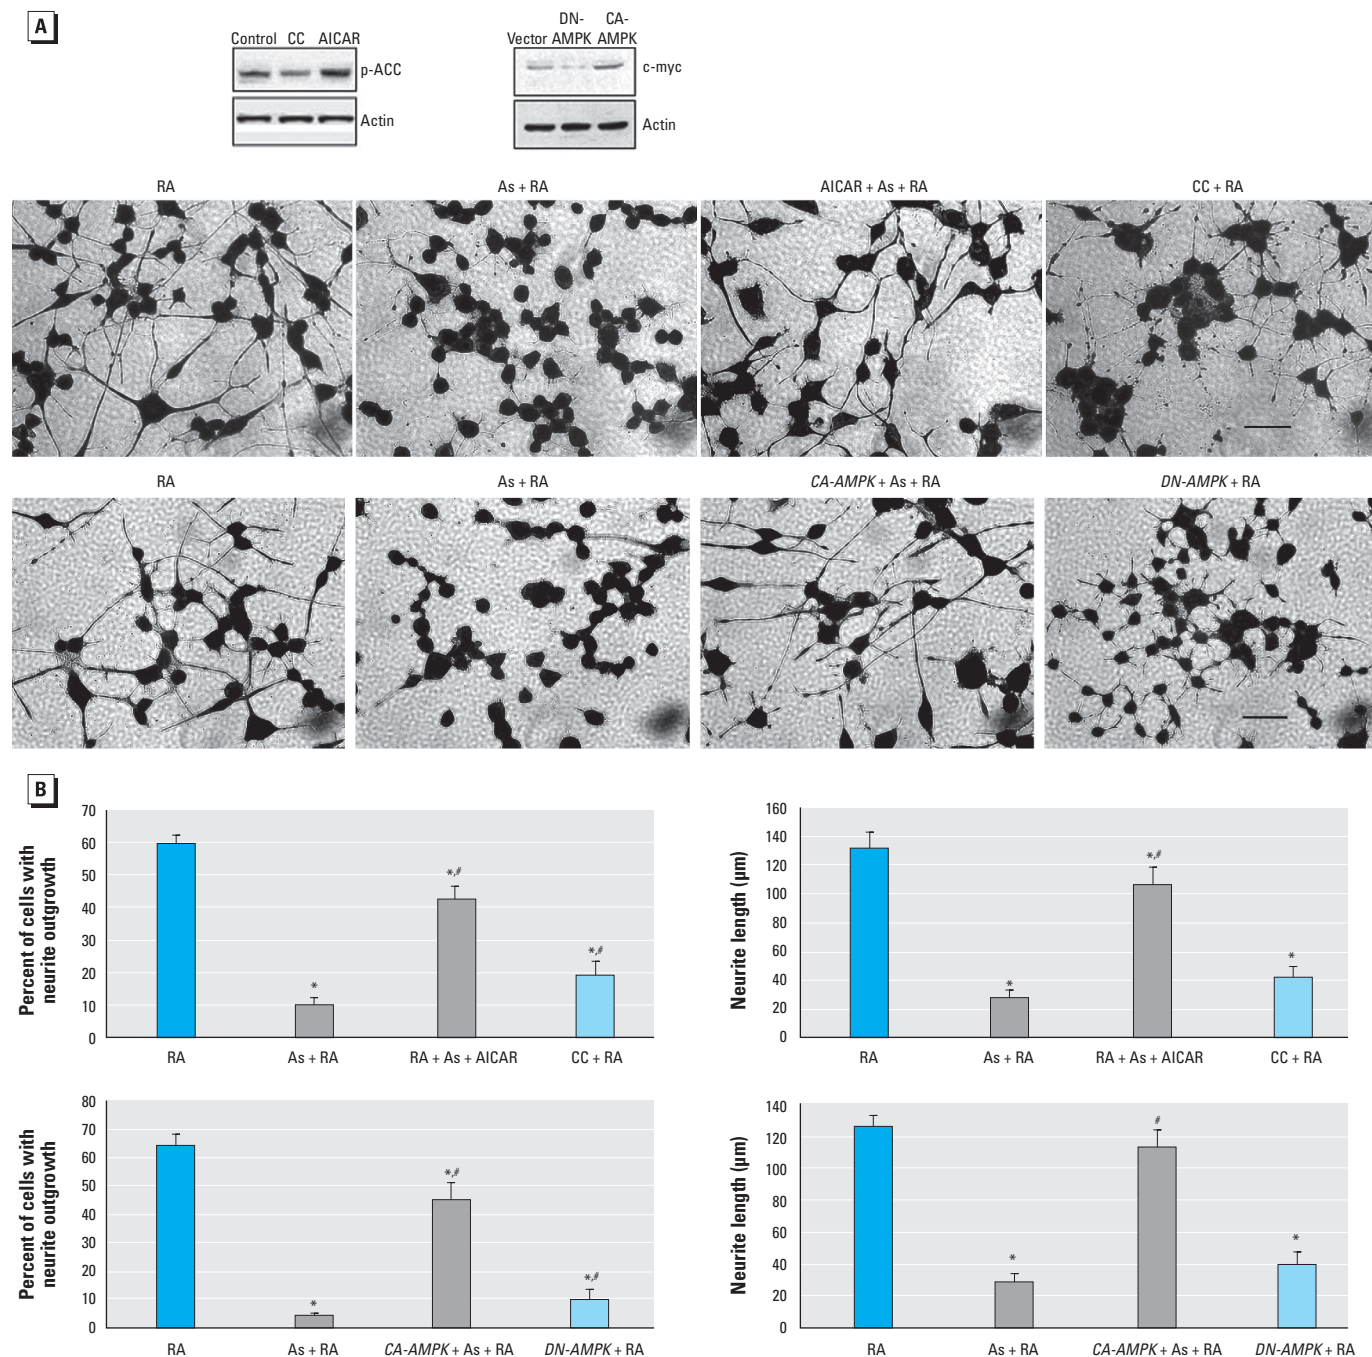 A
Control CC AICAR
p-ACC
Actin
DN- CA-
Vector AMPK AMPK
c-myc
Actin
RA
As + RA
AICAR + As + RA
CC + RA
RA
As + RA
CA-AMPK + As + RA
DN-AMPK + RA
B
Percent of cells with
neurite outgrowth
70
60
50
40
30
20
10
0
*
*,#
*,#
RA
As + RA
RA + As + AICAR
CC + RA
Neurite length (µm)
160
140
120
100
80
60
40
20
0
*
*,#
*
RA
As + RA
RA + As + AICAR
CC + RA
Percent of cells with
neurite outgrowth
80
70
60
50
40
30
20
10
0
*
*,#
*,#
RA
As + RA
CA-AMPK + As + RA
DN-AMPK + RA
Neurite length (µm)
140
120
100
80
60
40
20
0
*
#
*
RA
As + RA
CA-AMPK + As + RA
DN-AMPK + RA